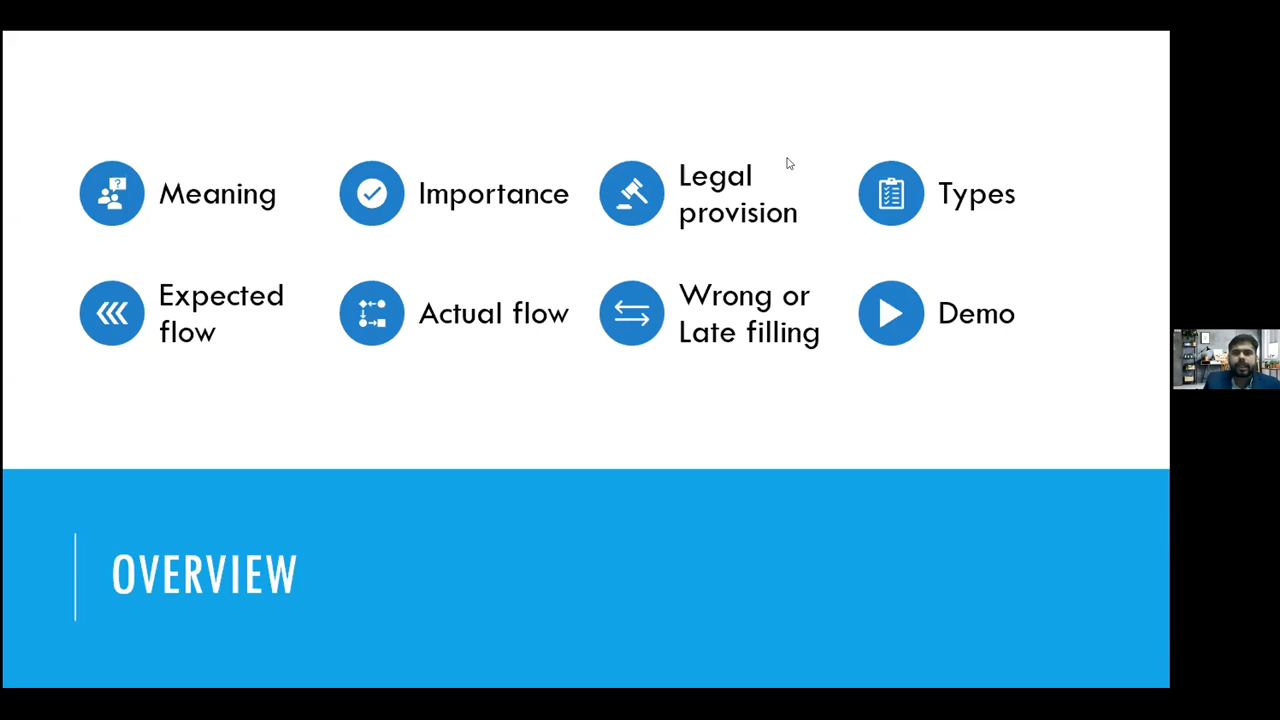 Meaning
Importance
Legal
provision
Types
Expected
flow
Actual flow
Wrong or
Late filling
Demo
OVERVIEW